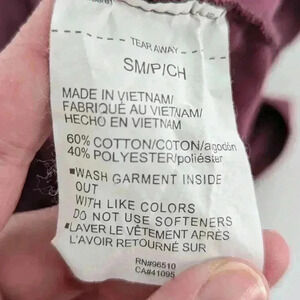 TEAR AWAY
SM/P/CH
MADE IN VIETNAM/
FABRIQUÉ AU VIETNAM/
HECHO EN VIETNAM
60% COTTON/COTON/algodón
40% POLYESTER/poliéster
▪WASH GARMENT INSIDE
OUT
WITH LIKE COLORS
DO NOT USE SOFTENERS
▪LAVER LE VÊTEMENT APRÈS
L'AVOIR RETOURNÉ SUR
RN#96510
CA#41095